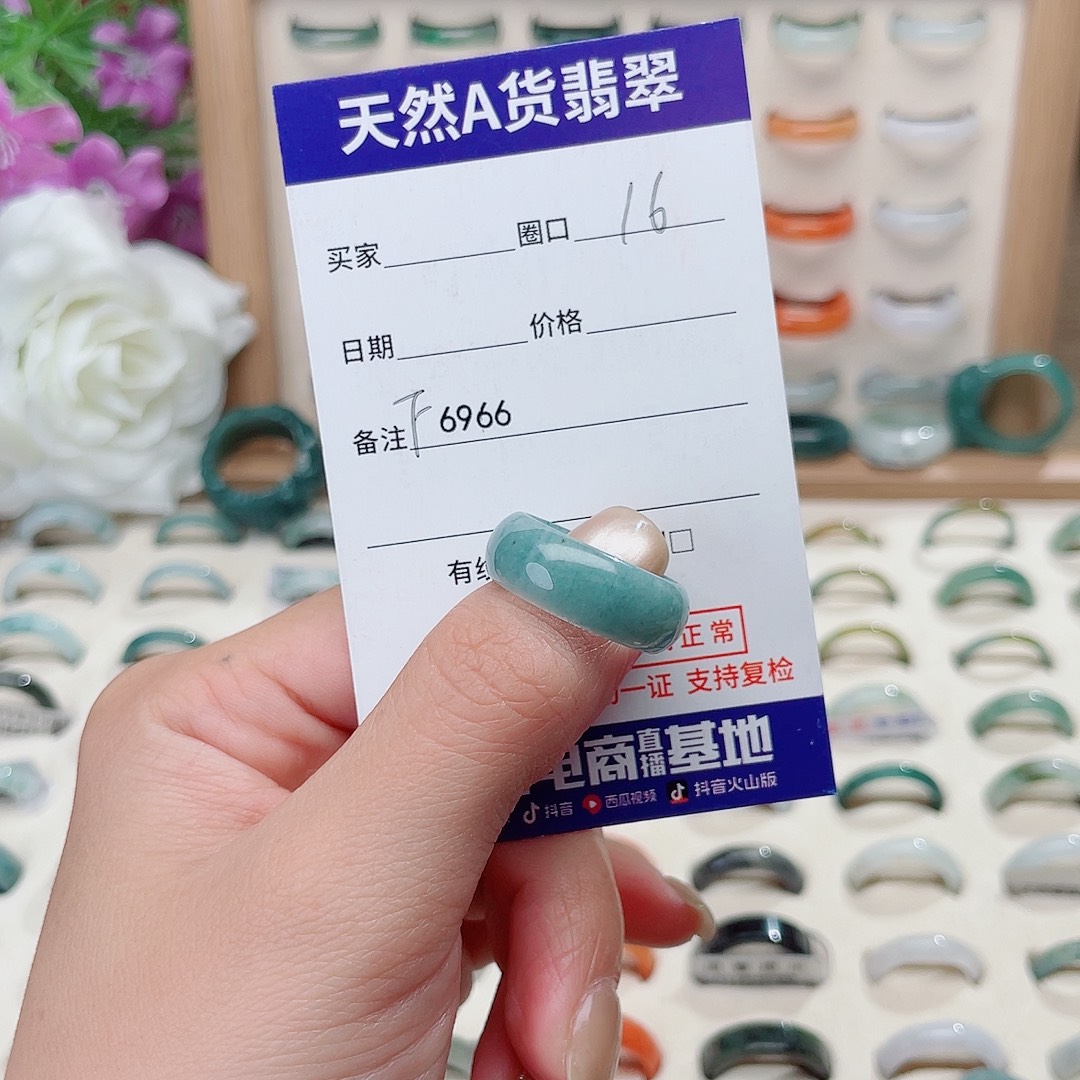 天然A货翡翠
买家 圈口 16
日期 价格
备注 下 6966
有
正常
一证 支持复检
电商直播基地
抖音 西瓜视频 抖音火山版